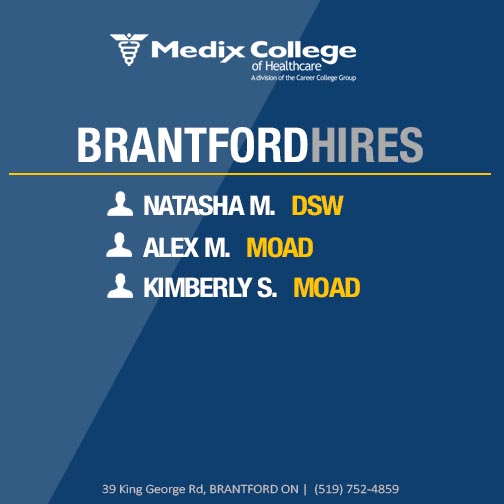 Medix College
of Healthcare
A division of the Career College Group
BRANTFORDHIRES
NATASHA M. DSW
ALEX M. MOAD
KIMBERLY S. MOAD
39 King George Rd, BRANTFORD ON | (519) 752-4859